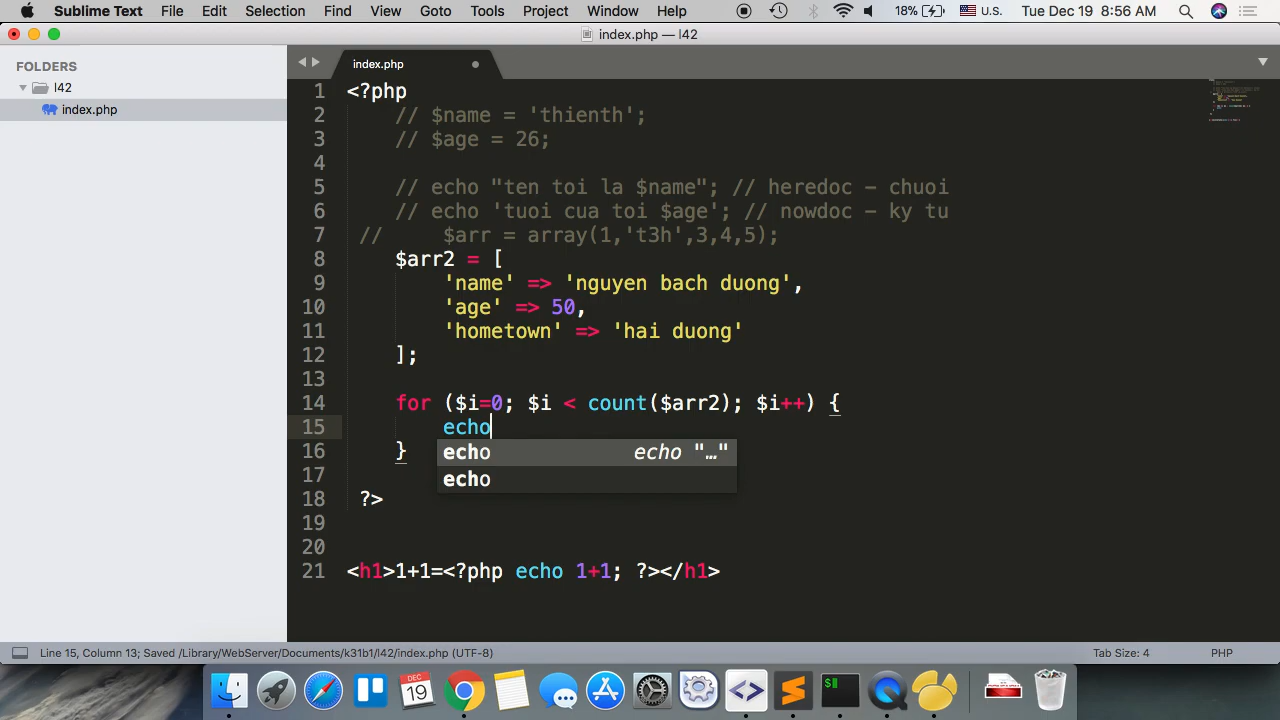 Sublime Text File Edit Selection Find View Goto Tools Project Window Help 18% U.S. Tue Dec 19 8:56 AM
index.php — l42
FOLDERS
l42
index.php
index.php
1 <?php
2 // $name = 'thienth';
3 // $age = 26;
4
5 // echo "ten toi la $name"; // heredoc - chuoi
6 // echo 'tuoi cua toi $age'; // nowdoc - ky tu
7 // $arr = array(1,'t3h',3,4,5);
8 $arr2 = [
9 'name' => 'nguyen bach duong',
10 'age' => 50,
11 'hometown' => 'hai duong'
12 ];
13
14 for ($i=0; $i < count($arr2); $i++) {
15 echo
16 }
echo echo "…"
echo
17
18 ?>
19
20
21 <h1>1+1=<?php echo 1+1; ?></h1>
Line 15, Column 13; Saved /Library/WebServer/Documents/k31b1/l42/index.php (UTF-8) Tab Size: 4 PHP
DEC
19